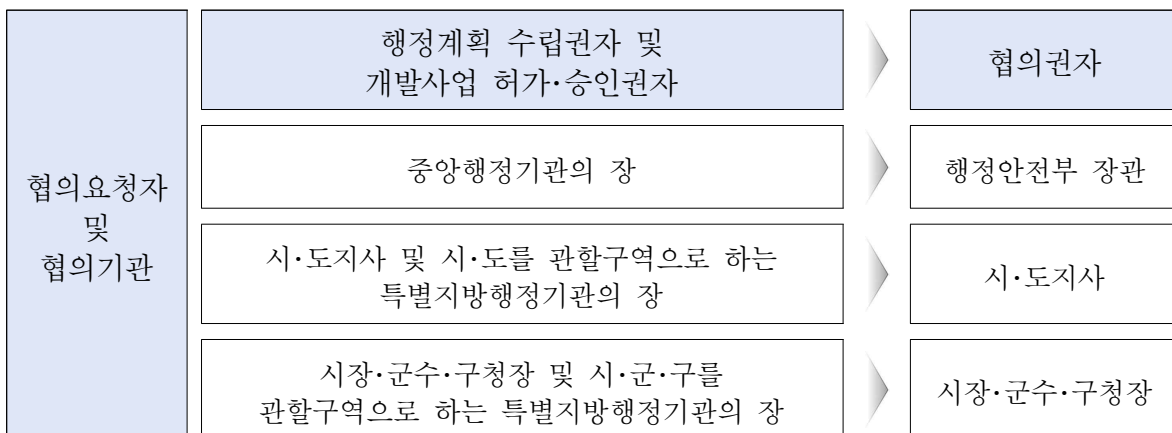 협의요청자
및
협의기관
행정계획 수립권자 및
개발사업 허가·승인권자
협의권자
중앙행정기관의 장
행정안전부 장관
시·도지사 및 시·도를 관할구역으로 하는
특별지방행정기관의 장
시·도지사
시장·군수·구청장 및 시·군·구를
관할구역으로 하는 특별지방행정기관의 장
시장·군수·구청장